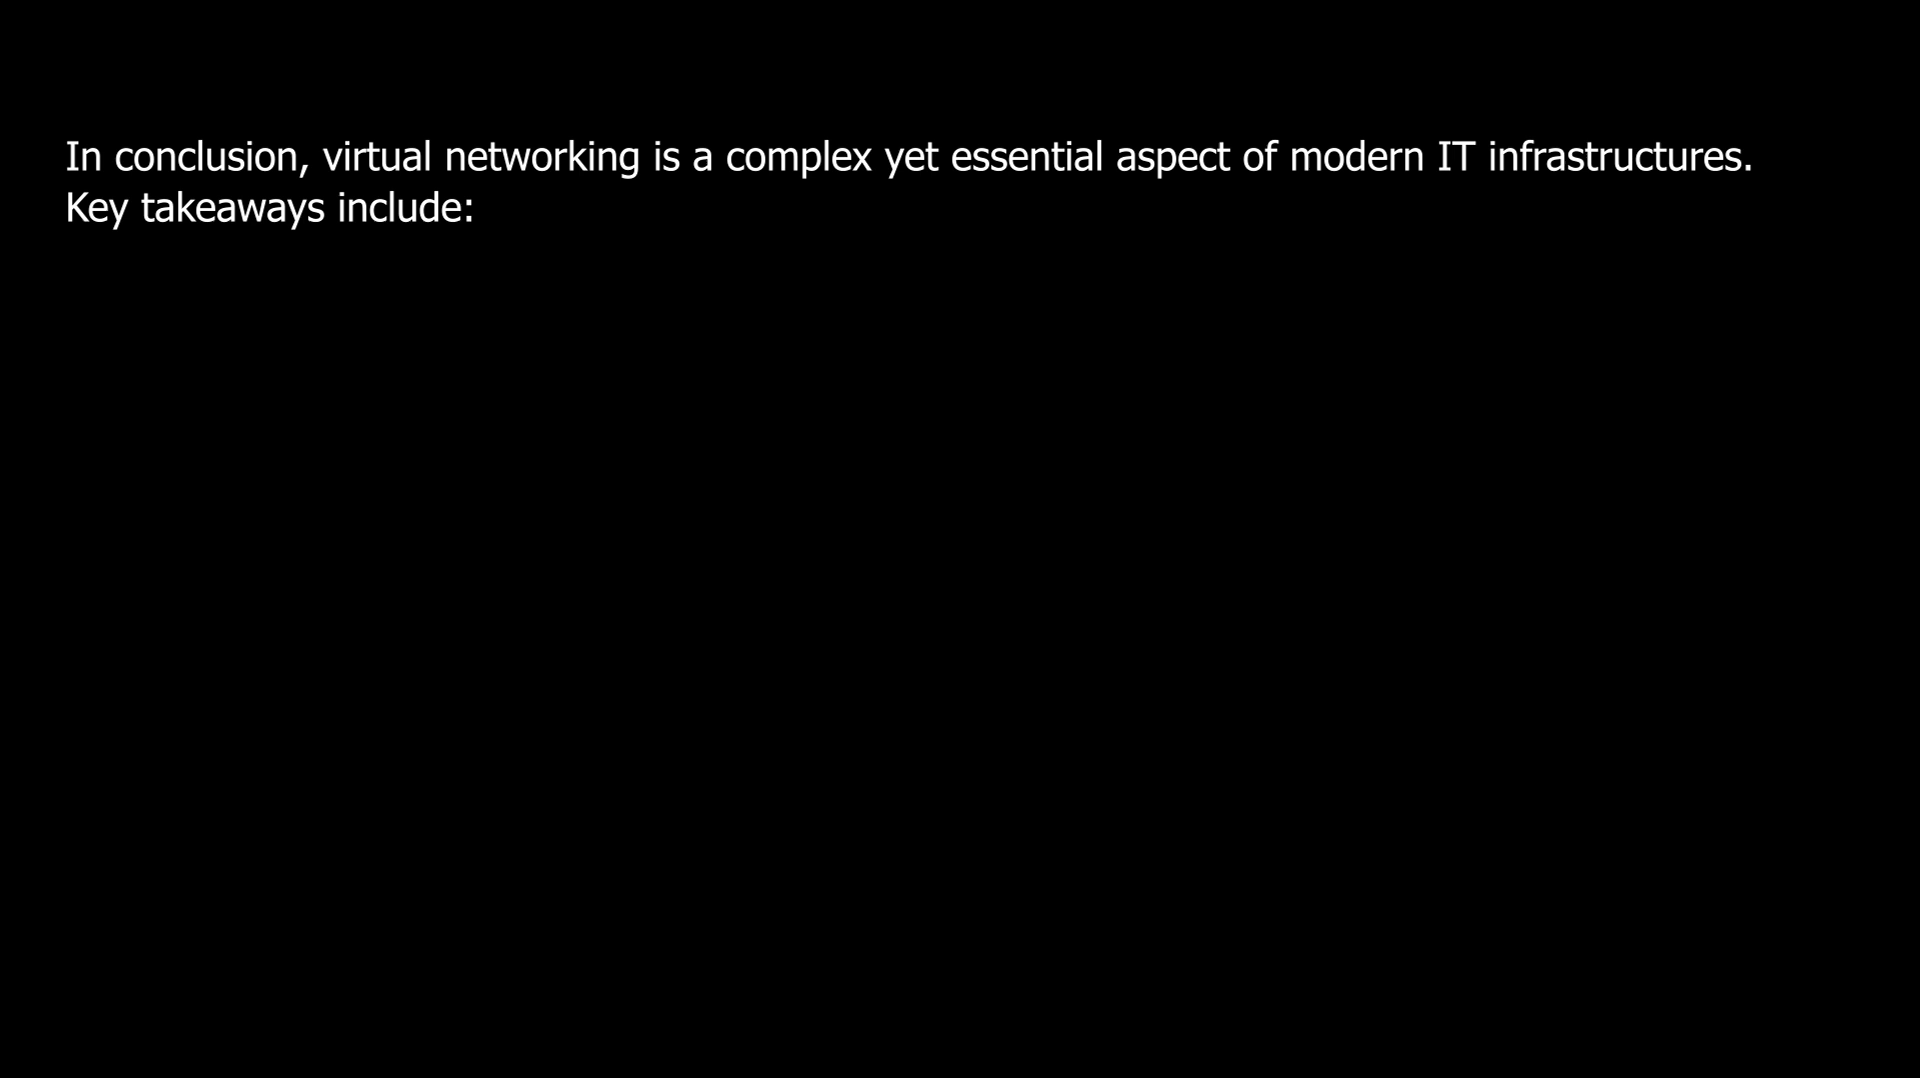 In conclusion, virtual networking is a complex yet essential aspect of modern IT infrastructures.
Key takeaways include: